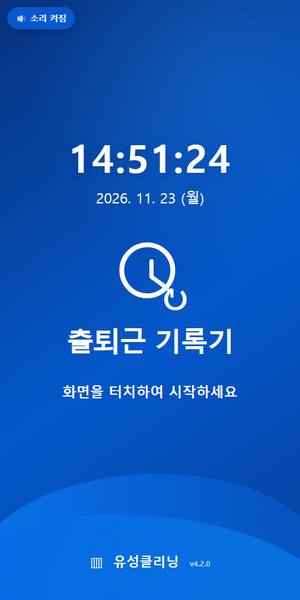 소리 켜짐
14:51:24
2026. 11. 23 (월)
출퇴근 기록기
화면을 터치하여 시작하세요
유성클리닝 v4.2.0